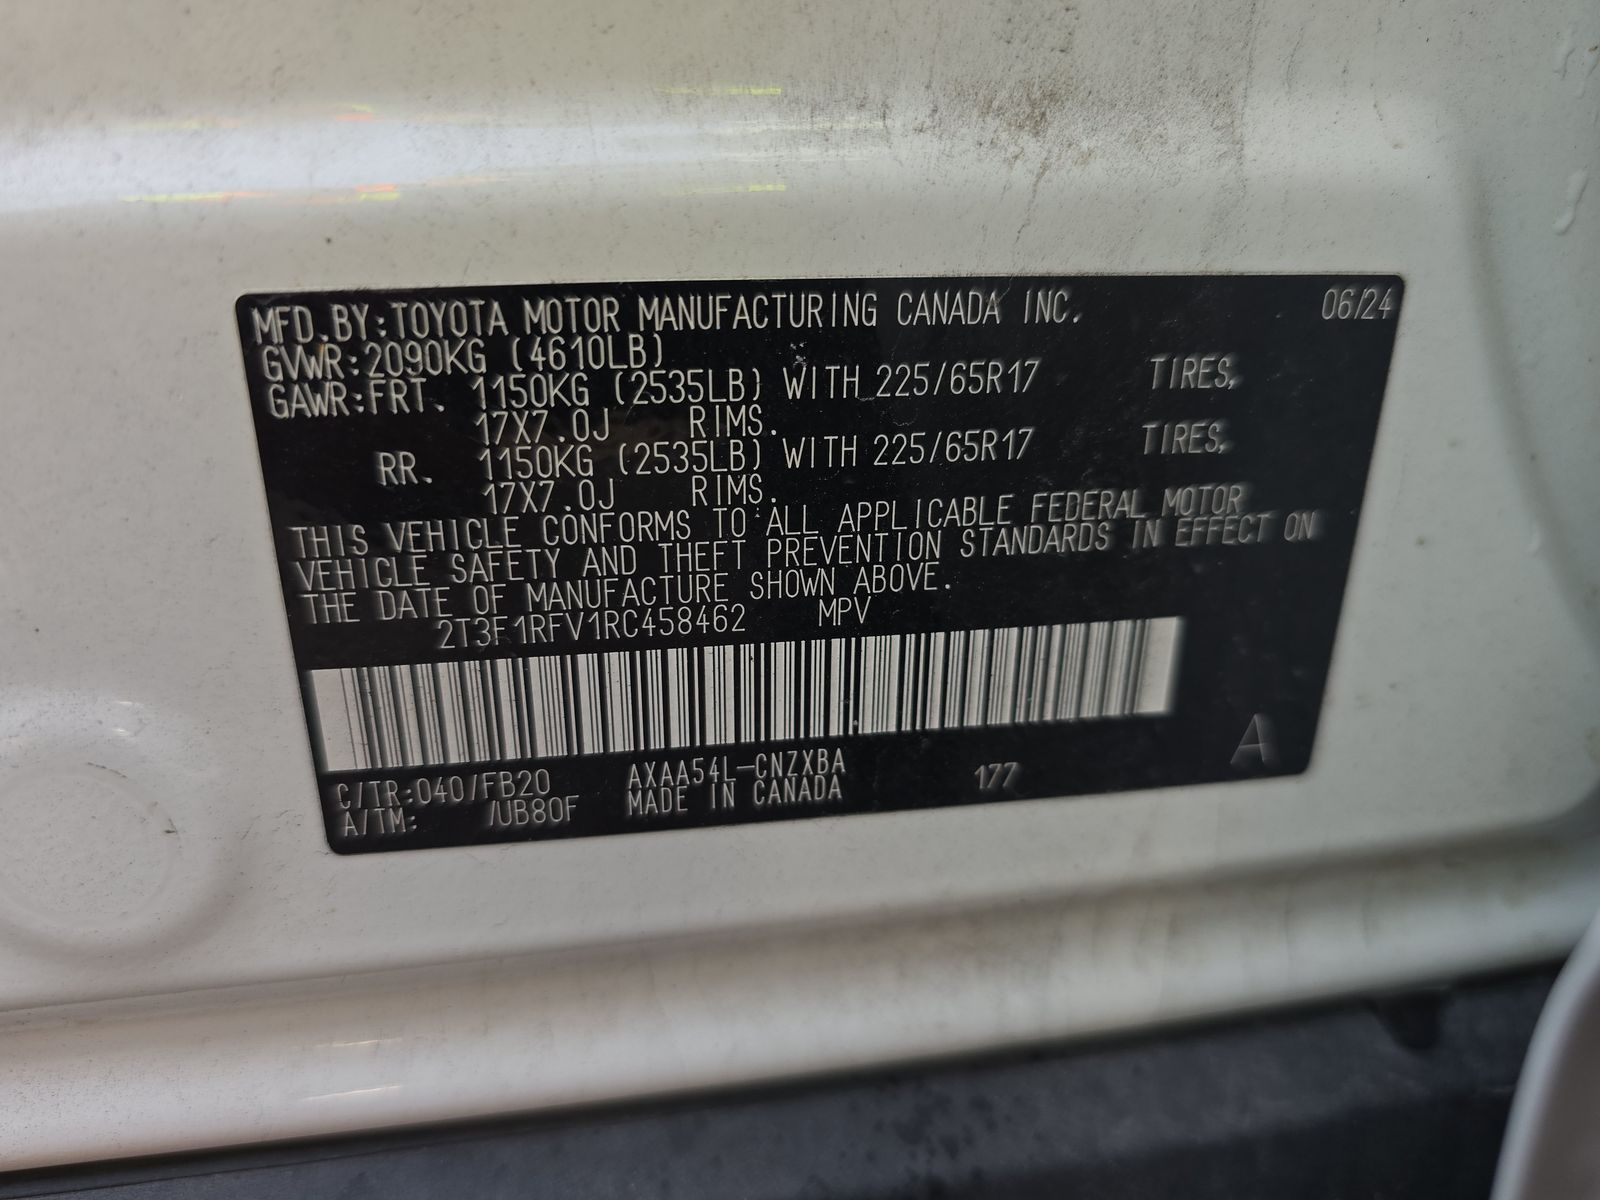 MFD.BY:TOYOTA MOTOR MANUFACTURING CANADA INC. 06/24
GVWR:2090KG (4610LB)
GAWR:FRT. 1150KG (2535LB) WITH 225/65R17 TIRES,
17X7.0J RIMS.
RR. 1150KG (2535LB) WITH 225/65R17 TIRES,
17X7.0J RIMS.
THIS VEHICLE CONFORMS TO ALL APPLICABLE FEDERAL MOTOR
VEHICLE SAFETY AND THEFT PREVENTION STANDARDS IN EFFECT ON
THE DATE OF MANUFACTURE SHOWN ABOVE.
2T3F1RFV1RC458462 MPV
C/TR:040/FB20 AXAA54L-CNZXBA 177 A
A/TM: /UB80F MADE IN CANADA